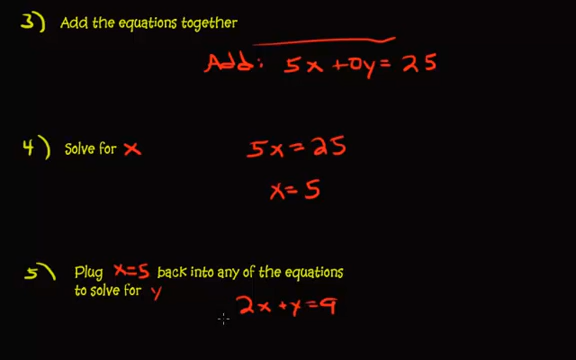 3) Add the equations together
Add: 5x + 0y = 25
4) Solve for x
5x = 25
x = 5
5) Plug x=5 back into any of the equations
to solve for y
2x + y = 9